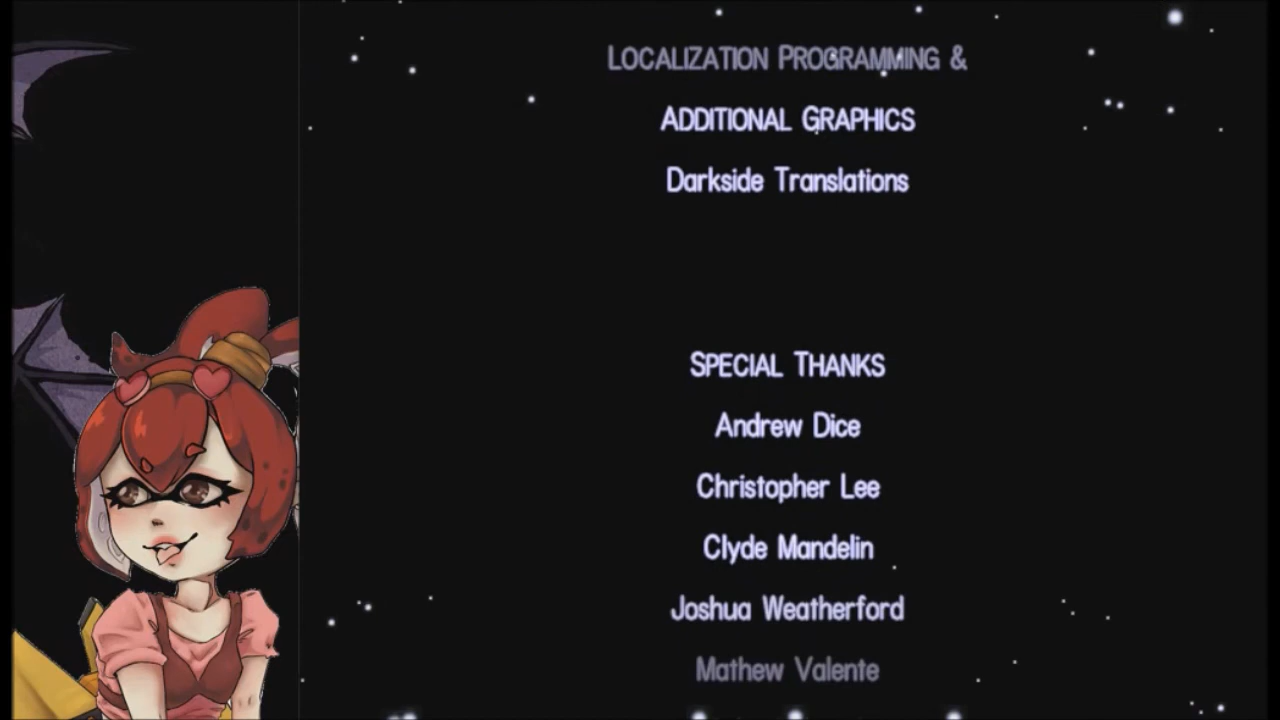 LOCALIZATION PROGRAMMING &
ADDITIONAL GRAPHICS
Darkside Translations
SPECIAL THANKS
Andrew Dice
Christopher Lee
Clyde Mandelin
Joshua Weatherford
Mathew Valente